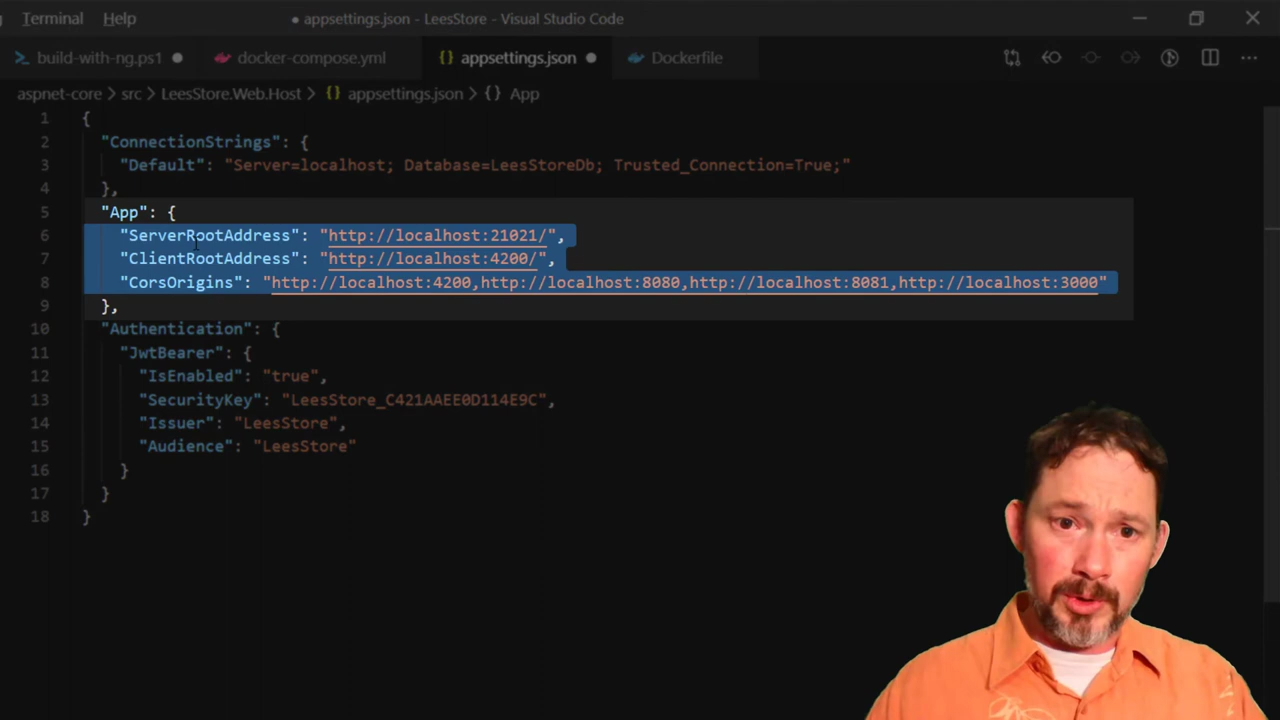 Terminal Help ● appsettings.json - LeesStore - Visual Studio Code
build-with-ng.ps1 ● docker-compose.yml {} appsettings.json ● Dockerfile ...
aspnet-core > src > LeesStore.Web.Host > {} appsettings.json > {} App
1 {
2 "ConnectionStrings": {
3 "Default": "Server=localhost; Database=LeesStoreDb; Trusted_Connection=True;"
4 },
5 "App": {
6 "ServerRootAddress": "http://localhost:21021/",
7 "ClientRootAddress": "http://localhost:4200/",
8 "CorsOrigins": "http://localhost:4200,http://localhost:8080,http://localhost:8081,http://localhost:3000"
9 },
10 "Authentication": {
11 "JwtBearer": {
12 "IsEnabled": "true",
13 "SecurityKey": "LeesStore_C421AAEE0D114E9C",
14 "Issuer": "LeesStore",
15 "Audience": "LeesStore"
16 }
17 }
18 }